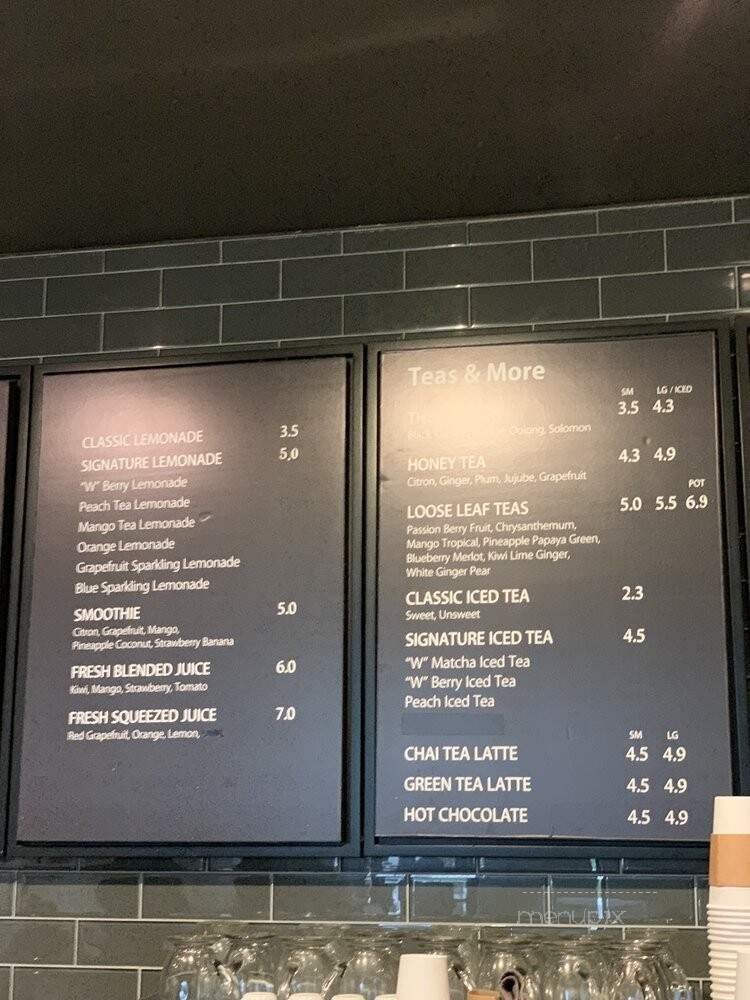 CLASSIC LEMONADE 3.5
SIGNATURE LEMONADE 5.0
"W" Berry Lemonade
Peach Tea Lemonade
Mango Tea Lemonade
Orange Lemonade
Grapefruit Sparkling Lemonade
Blue Sparkling Lemonade
SMOOTHIE 5.0
Citron, Grapefruit, Mango,
Pineapple Coconut, Strawberry Banana
FRESH BLENDED JUICE 6.0
Kiwi, Mango, Strawberry, Tomato
FRESH SQUEEZED JUICE 7.0
Red Grapefruit, Orange, Lemon,
Teas & More
SM LG / ICED
3.5 4.3
Oolong, Solomon
HONEY TEA 4.3 4.9
Citron, Ginger, Plum, Jujube, Grapefruit
POT
LOOSE LEAF TEAS 5.0 5.5 6.9
Passion Berry Fruit, Chrysanthemum,
Mango Tropical, Pineapple Papaya Green,
Blueberry Merlot, Kiwi Lime Ginger,
White Ginger Pear
CLASSIC ICED TEA 2.3
Sweet, Unsweet
SIGNATURE ICED TEA 4.5
"W" Matcha Iced Tea
"W" Berry Iced Tea
Peach Iced Tea
SM LG
CHAI TEA LATTE 4.5 4.9
GREEN TEA LATTE 4.5 4.9
HOT CHOCOLATE 4.5 4.9
menupix